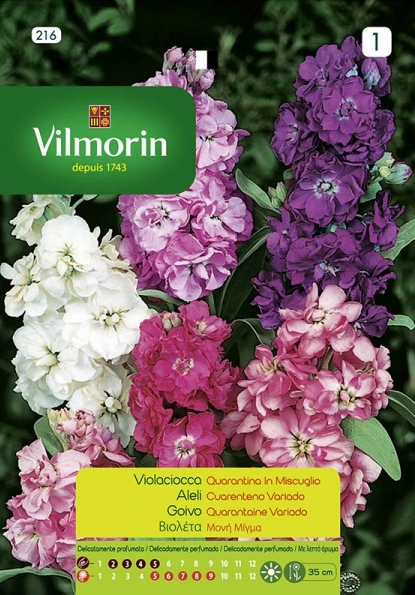 216
1
Vilmorin
depuis 1743
Violaciocca Quarantina In Miscuglio
Aleli Cuarenteno Variado
Goivo Quarantaine Variado
Βιολέτα Μονή Μίγμα
Delicatamente profumata / Delicadamente perfumado / Delicadamente perfumado / Με λεπτό άρωμα
1 2 3 4 5 6 7 8 9 10 11 12
1 2 3 4 5 6 7 8 9 10 11 12
35 cm